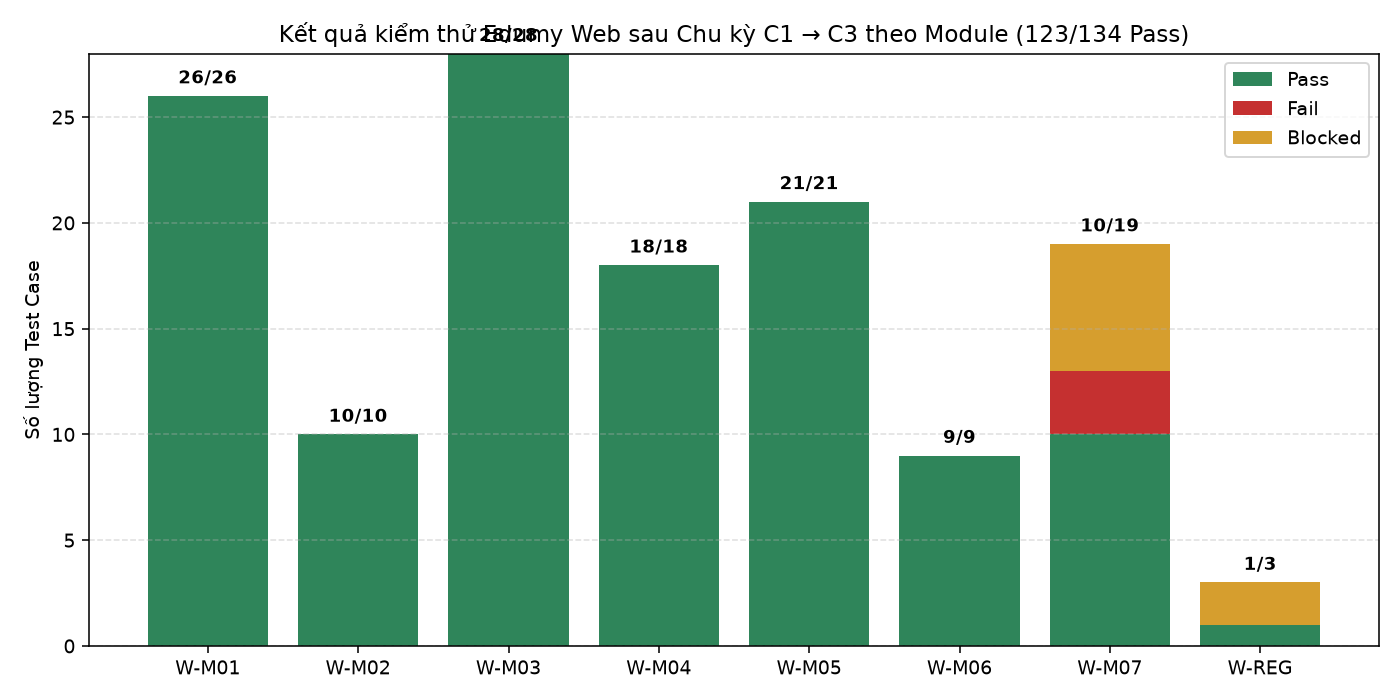 Kết quả kiểm thử Edumy Web sau Chu kỳ C1 → C3 theo Module (123/134 Pass)
28/28
26/26
10/10
18/18
21/21
9/9
10/19
1/3
Pass
Fail
Blocked
Số lượng Test Case
25
20
15
10
5
0
W-M01 W-M02 W-M03 W-M04 W-M05 W-M06 W-M07 W-REG